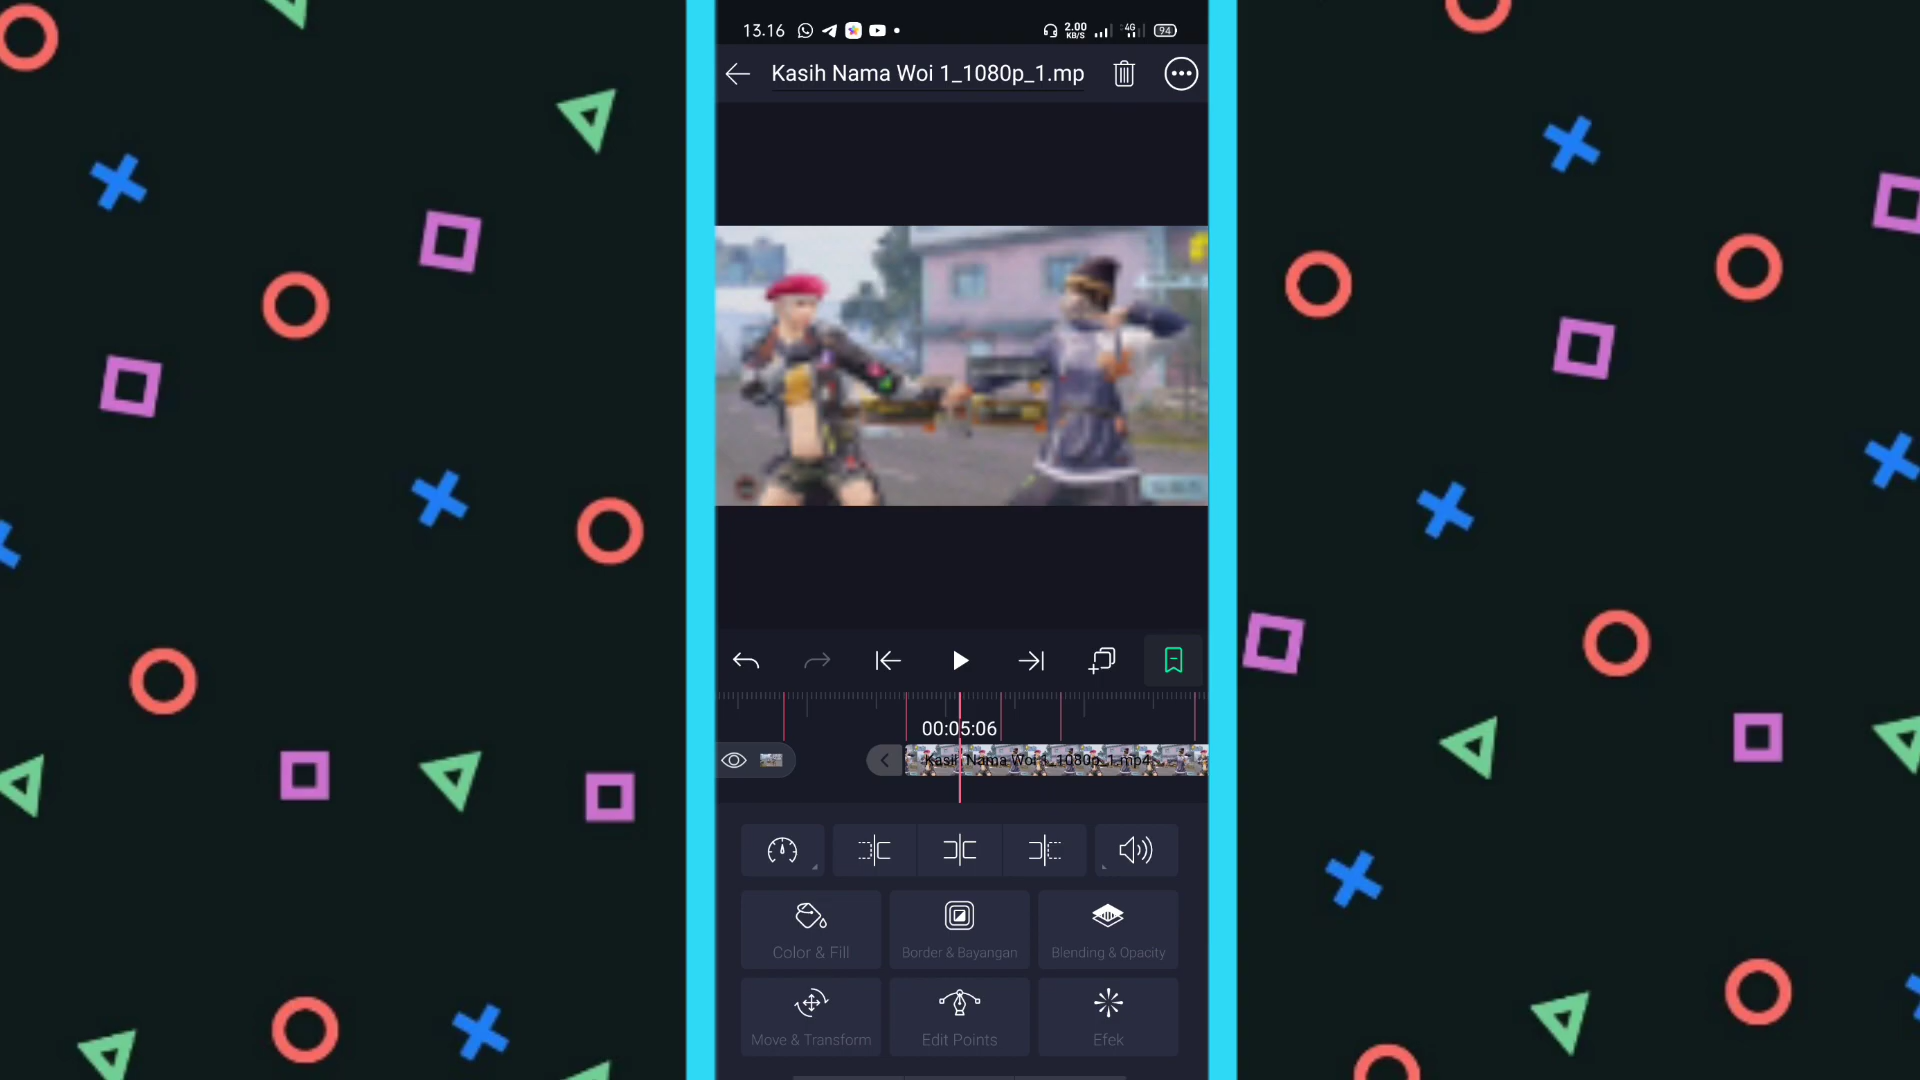 13.16
2.00
KB/S
4G
94
Kasih Nama Woi 1_1080p_1.mp
00:05:06
Kasih Nama Woi 1_1080p_1.mp4
Color & Fill
Border & Bayangan
Blending & Opacity
Move & Transform
Edit Points
Efek